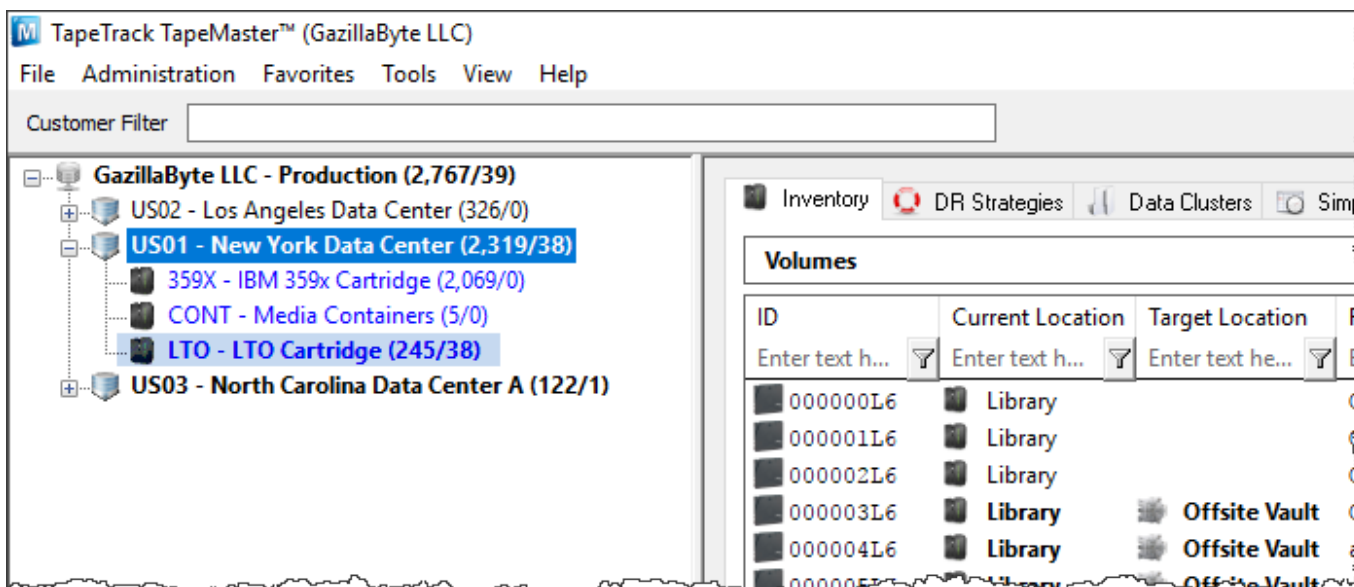 TapeTrack TapeMaster™ (GazillaByte LLC)
File Administration Favorites Tools View Help
Customer Filter
GazillaByte LLC - Production (2,767/39)
US02 - Los Angeles Data Center (326/0)
US01 - New York Data Center (2,319/38)
359X - IBM 359x Cartridge (2,069/0)
CONT - Media Containers (5/0)
LTO - LTO Cartridge (245/38)
US03 - North Carolina Data Center A (122/1)
Inventory DR Strategies Data Clusters
Volumes
ID Current Location Target Location
Enter text h... Enter text h... Enter text he...
000000L6 Library
000001L6 Library
000002L6 Library
000003L6 Library Offsite Vault
000004L6 Library Offsite Vault